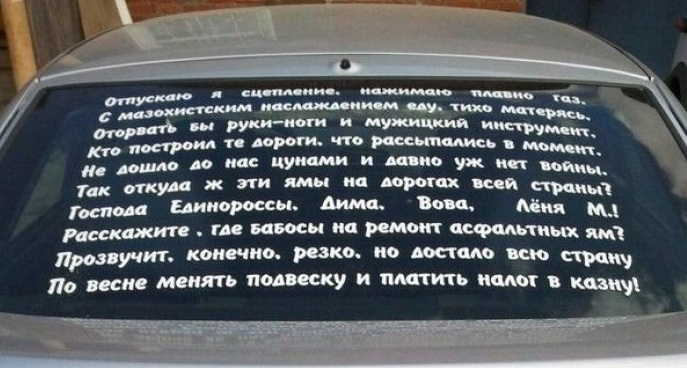 Отпускаю я сцепление, нажимаю плавно газ,
С мазохистским наслаждением еду, тихо матерясь.
Оторвать бы руки-ноги и мужицкий инструмент,
Кто построил те дороги, что рассыпались в момент.
Не дошло до нас цунами и давно уж нет войны.
Так откуда ж эти ямы на дорогах всей страны?
Господа Единороссы, Дима, Вова, Лёня М.!
Расскажите , где бабосы на ремонт асфальтных ям?
Прозвучит, конечно, резко, но достало всю страну
По весне менять подвеску и платить налог в казну!